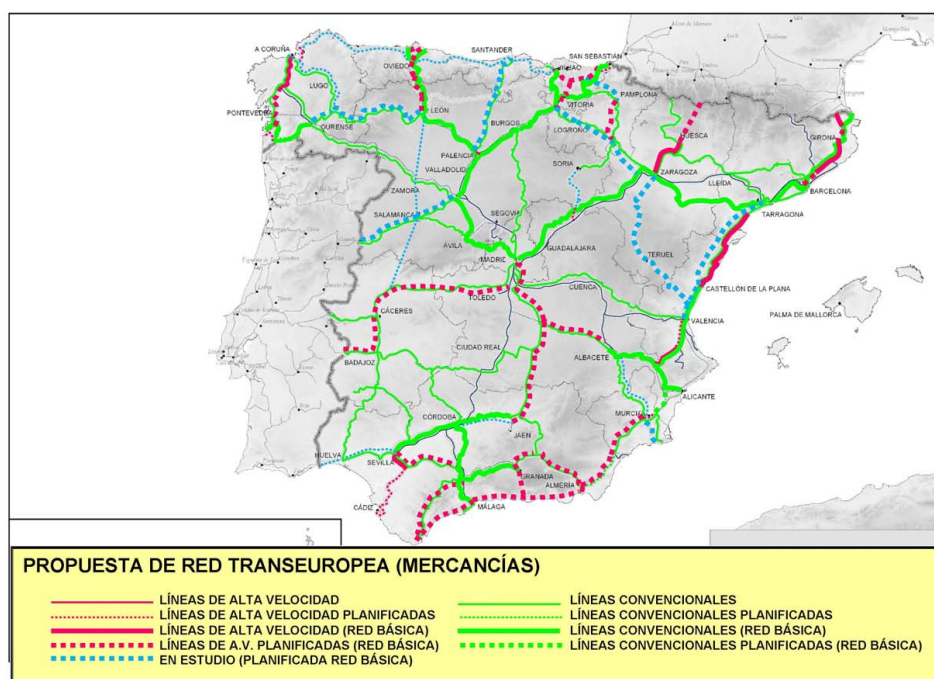 A CORUÑA
OVIEDO
SANTANDER
BILBAO
SAN SEBASTIÁN
LUGO
PONTEVEDRA
OURENSE
LEÓN
BURGOS
VITORIA
PAMPLONA
LOGROÑO
HUESCA
GIRONA
PALENCIA
VALLADOLID
SORIA
ZARAGOZA
LLEÍDA
BARCELONA
TARRAGONA
ZAMORA
SALAMANCA
SEGOVIA
ÁVILA
MADRID
GUADALAJARA
TERUEL
CASTELLÓN DE LA PLANA
TOLEDO
CUENCA
CÁCERES
VALENCIA
PALMA DE MALLORCA
CIUDAD REAL
ALBACETE
BADAJOZ
ALICANTE
CÓRDOBA
MURCIA
JAEN
HUELVA
SEVILLA
GRANADA
ALMERÍA
CÁDIZ
MÁLAGA
PROPUESTA DE RED TRANSEUROPEA (MERCANCÍAS)
LÍNEAS DE ALTA VELOCIDAD
LÍNEAS DE ALTA VELOCIDAD PLANIFICADAS
LÍNEAS DE ALTA VELOCIDAD (RED BÁSICA)
LÍNEAS DE A.V. PLANIFICADAS (RED BÁSICA)
EN ESTUDIO (PLANIFICADA RED BÁSICA)
LÍNEAS CONVENCIONALES
LÍNEAS CONVENCIONALES PLANIFICADAS
LÍNEAS CONVENCIONALES (RED BÁSICA)
LÍNEAS CONVENCIONALES PLANIFICADAS (RED BÁSICA)